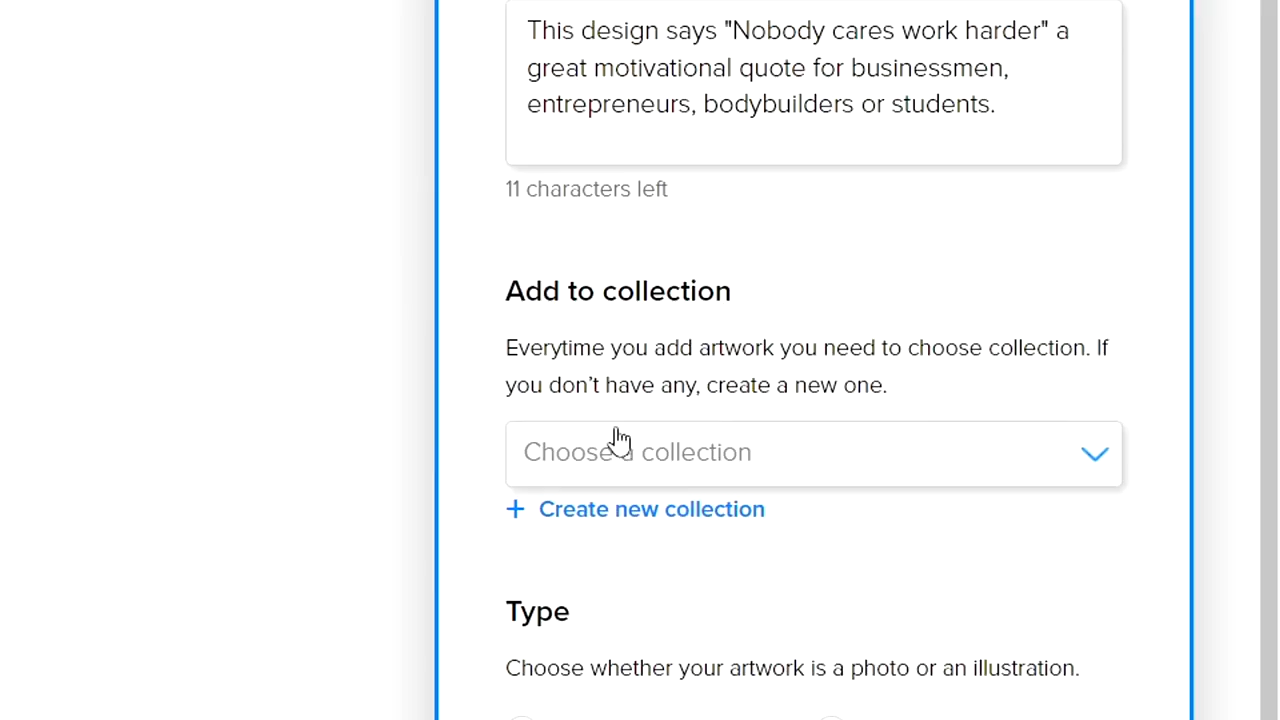 This design says "Nobody cares work harder" a
great motivational quote for businessmen,
entrepreneurs, bodybuilders or students.
11 characters left
Add to collection
Everytime you add artwork you need to choose collection. If
you don't have any, create a new one.
Choose a collection
+ Create new collection
Type
Choose whether your artwork is a photo or an illustration.